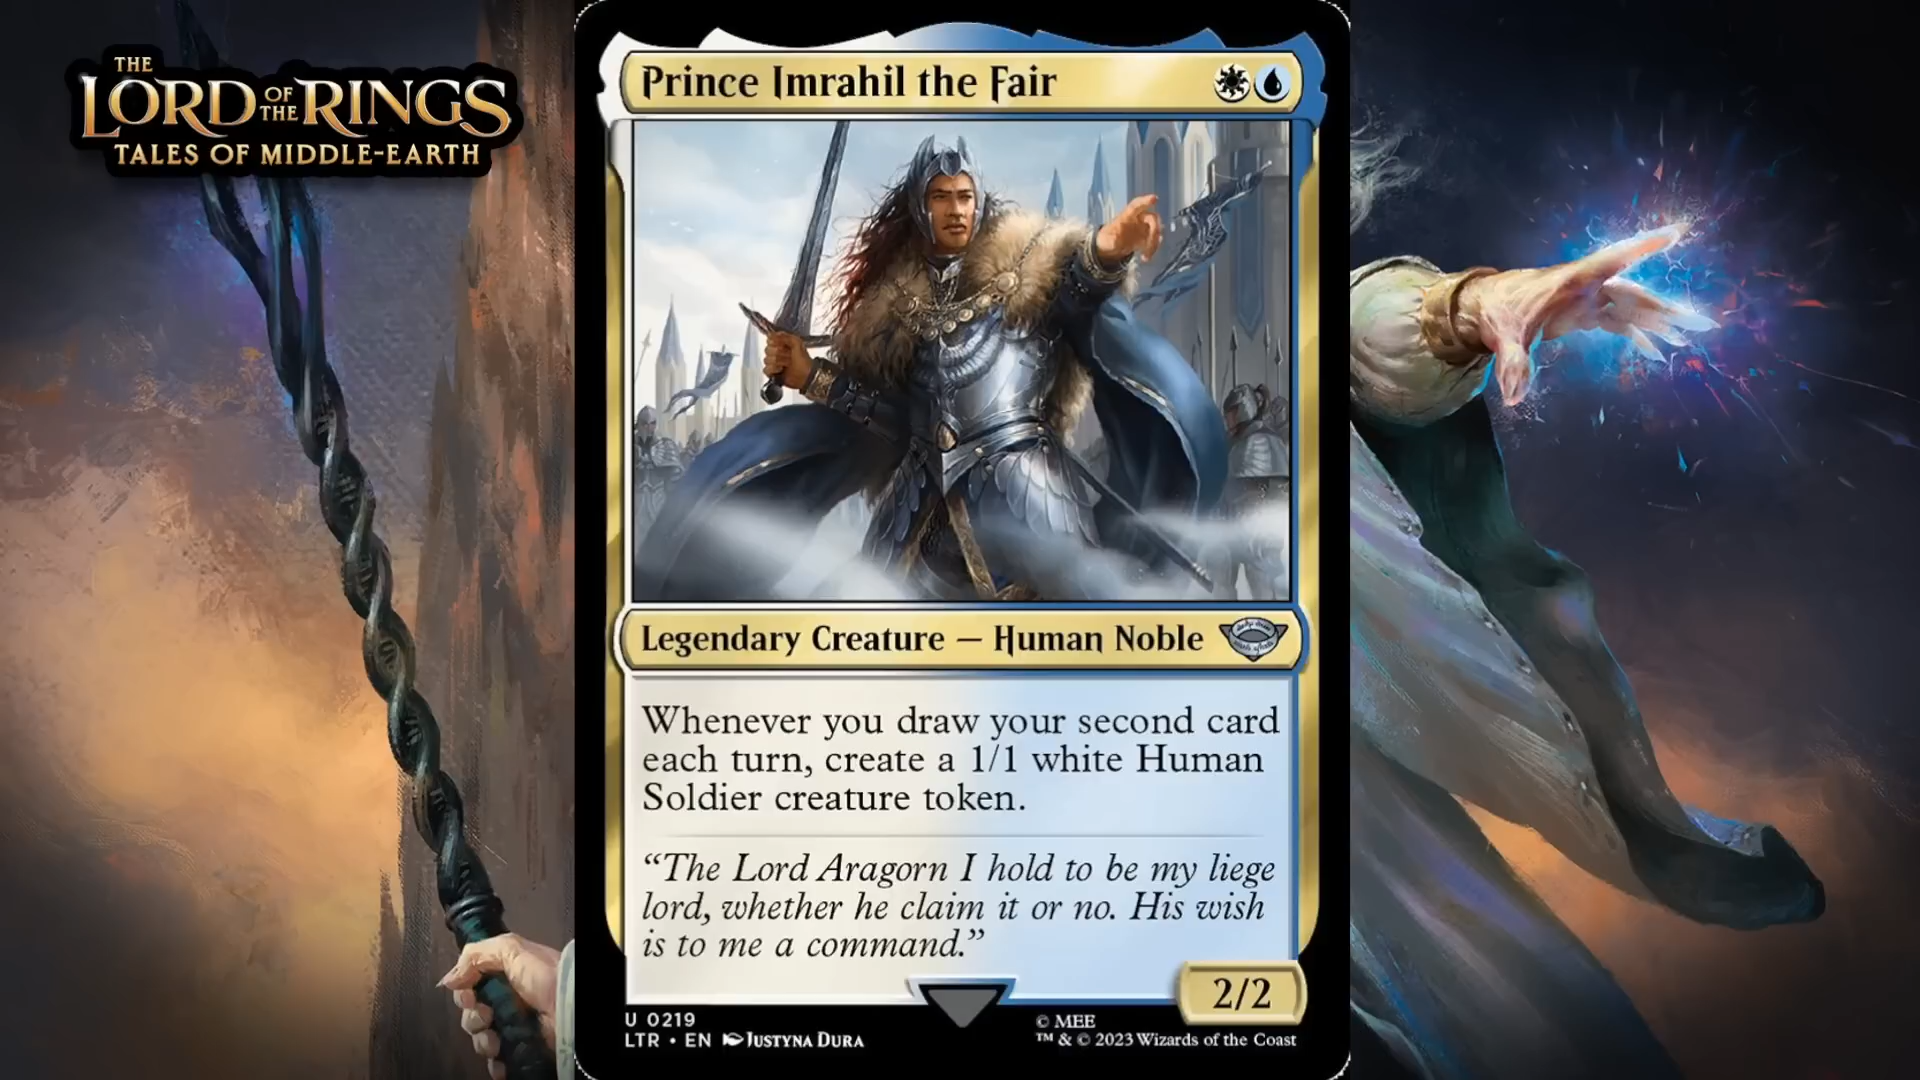 THE
LORD OF THE RINGS
TALES OF MIDDLE-EARTH
Prince Imrahil the Fair
Legendary Creature — Human Noble
Whenever you draw your second card
each turn, create a 1/1 white Human
Soldier creature token.
“The Lord Aragorn I hold to be my liege
lord, whether he claim it or no. His wish
is to me a command.”
2/2
U 0219
LTR • EN Justyna Dura
© MEE
™ & © 2023 Wizards of the Coast